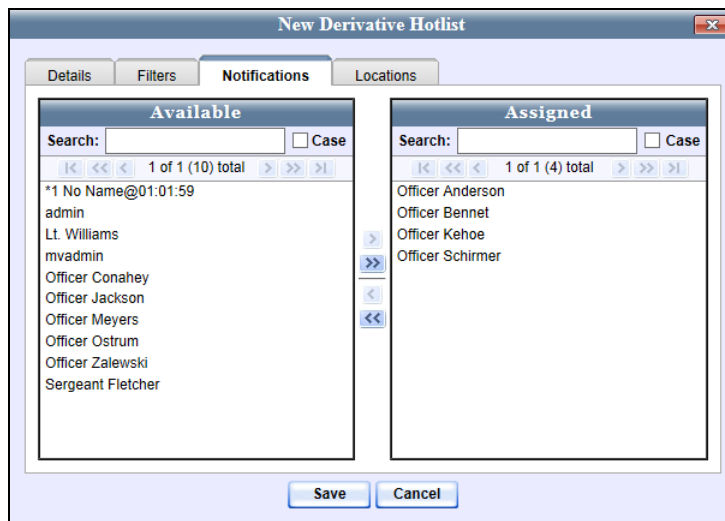 New Derivative Hotlist
Details Filters Notifications Locations
Available
Search: Case
1 of 1 (10) total
*1 No Name@01:01:59
admin
Lt. Williams
mvadmin
Officer Conahey
Officer Jackson
Officer Meyers
Officer Ostrum
Officer Zalewski
Sergeant Fletcher
Assigned
Search: Case
1 of 1 (4) total
Officer Anderson
Officer Bennet
Officer Kehoe
Officer Schirmer
Save Cancel